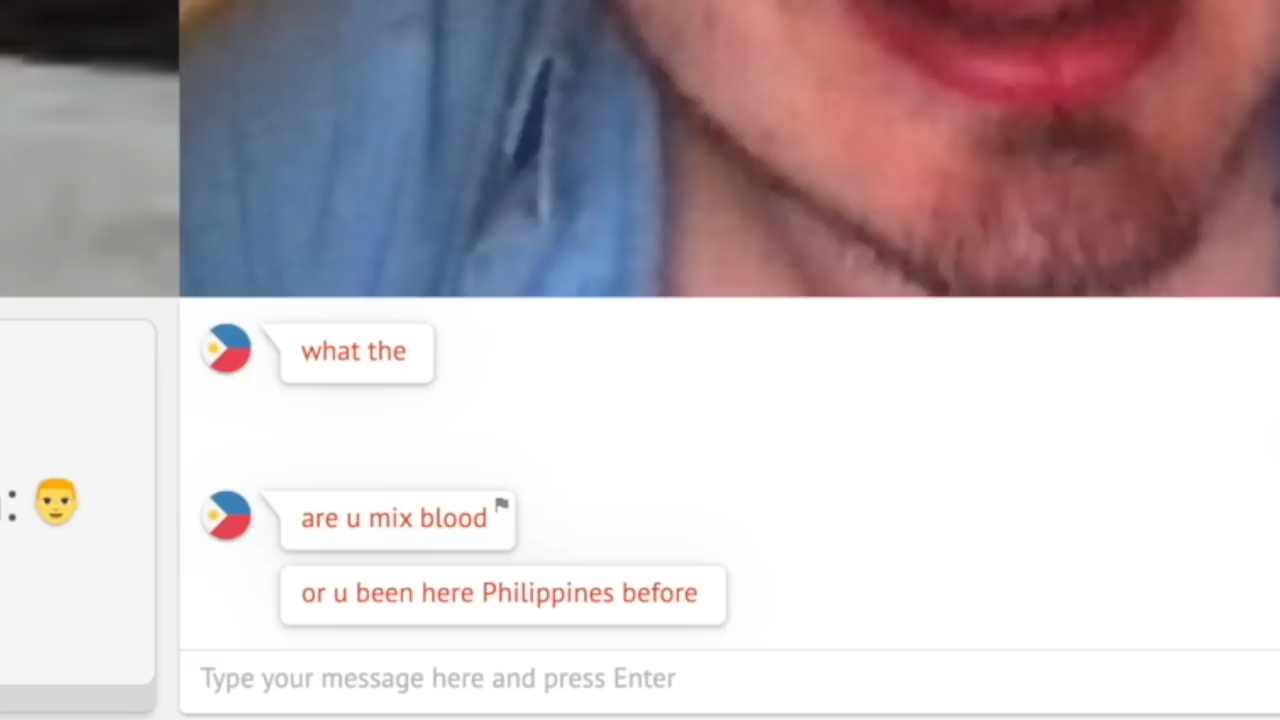 what the
:
are u mix blood
or u been here Philippines before
Type your message here and press Enter